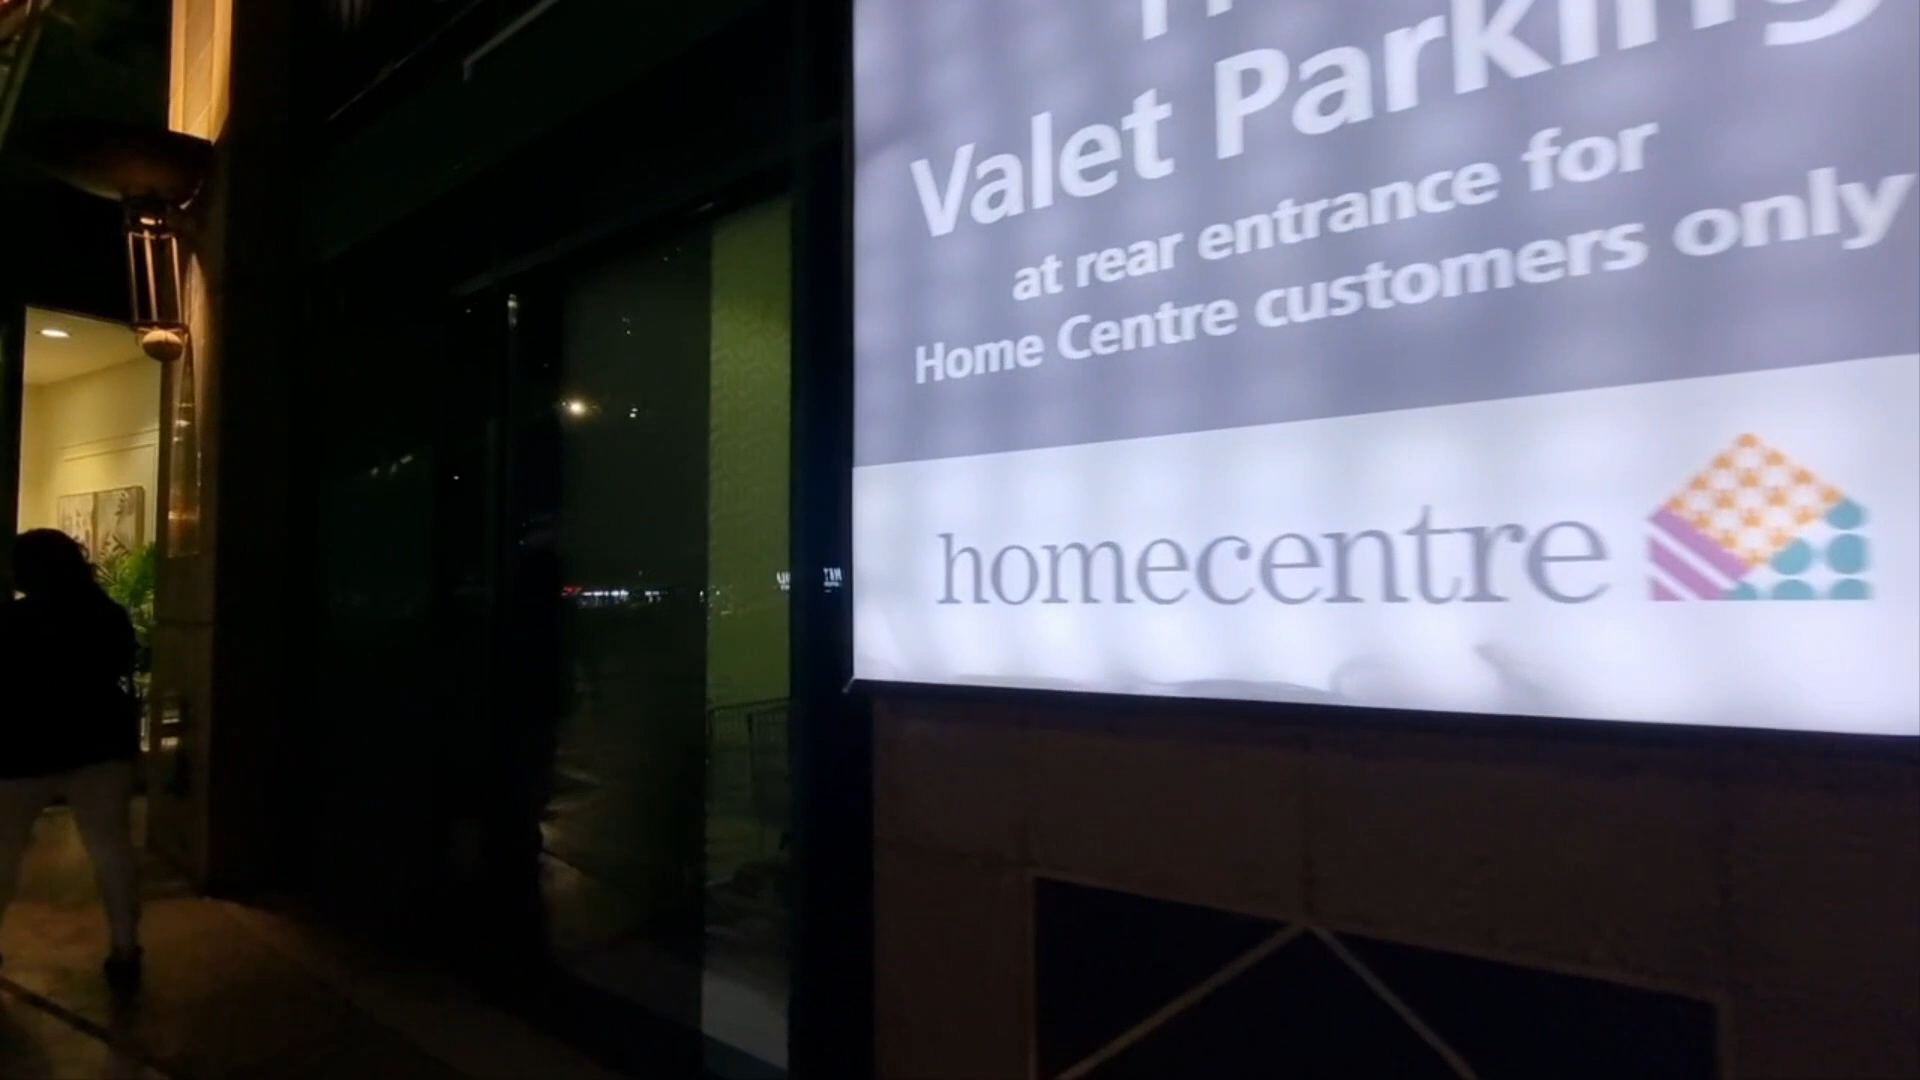 Valet Parking
at rear entrance for
Home Centre customers only
homecentre